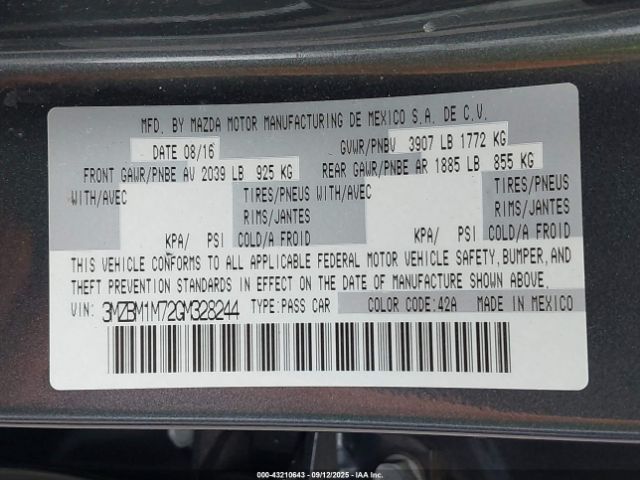 MFD. BY MAZDA MOTOR MANUFACTURING DE MEXICO S.A. DE C.V.
DATE 08/16 GVWR/PNBV 3907 LB 1772 KG
FRONT GAWR/PNBE AV 2039 LB 925 KG REAR GAWR/PNBE AR 1885 LB 855 KG
WITH/AVEC TIRES/PNEUS WITH/AVEC TIRES/PNEUS
RIMS/JANTES RIMS/JANTES
KPA/ PSI COLD/A FROID KPA/ PSI COLD/A FROID
THIS VEHICLE CONFORMS TO ALL APPLICABLE FEDERAL MOTOR VEHICLE SAFETY, BUMPER, AND
THEFT PREVENTION STANDARDS IN EFFECT ON THE DATE OF MANUFACTURE SHOWN ABOVE.
VIN: 3MZBM1M72GM328244 TYPE:PASS CAR COLOR CODE:42A MADE IN MEXICO
000-43210643 - 09/12/2025 - IAA Inc.